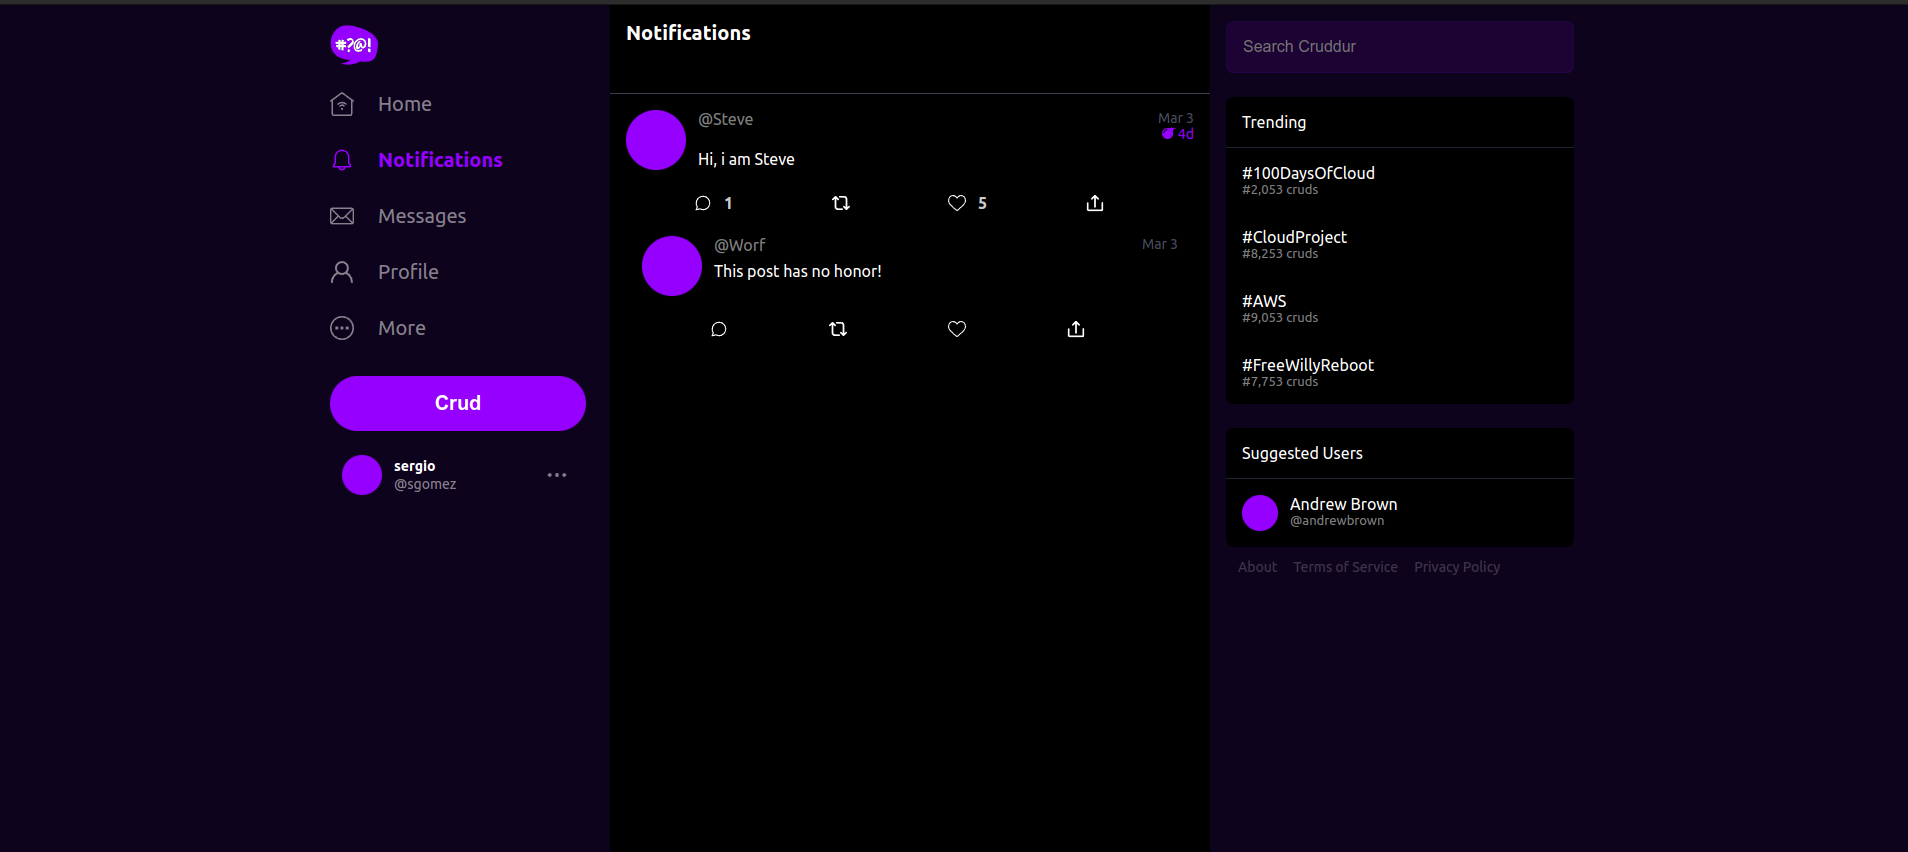 #?@!
Home
Notifications
Messages
Profile
More
Crud
sergio
@sgomez
Notifications
@Steve
Mar 3
4d
Hi, i am Steve
1
5
@Worf
Mar 3
This post has no honor!
Search Cruddur
Trending
#100DaysOfCloud
#2,053 cruds
#CloudProject
#8,253 cruds
#AWS
#9,053 cruds
#FreeWillyReboot
#7,753 cruds
Suggested Users
Andrew Brown
@andrewbrown
About Terms of Service Privacy Policy